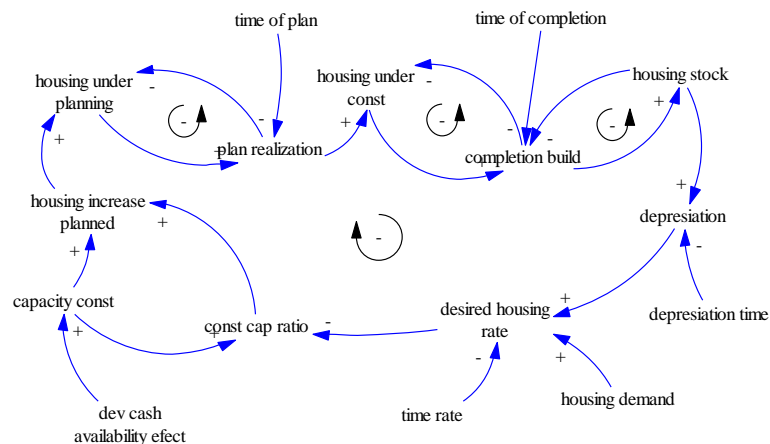 time of plan
time of completion
housing under
planning
housing under
const
housing stock
-
-
-
-
-
-
+
+
-
-
-
-
+
+
plan realization
+
completion build
+
housing increase
planned
+
-
depresiation
+
-
+
capacity const
+
+
const cap ratio
-
desired housing
rate
+
depresiation time
-
+
dev cash
availability efect
time rate
housing demand